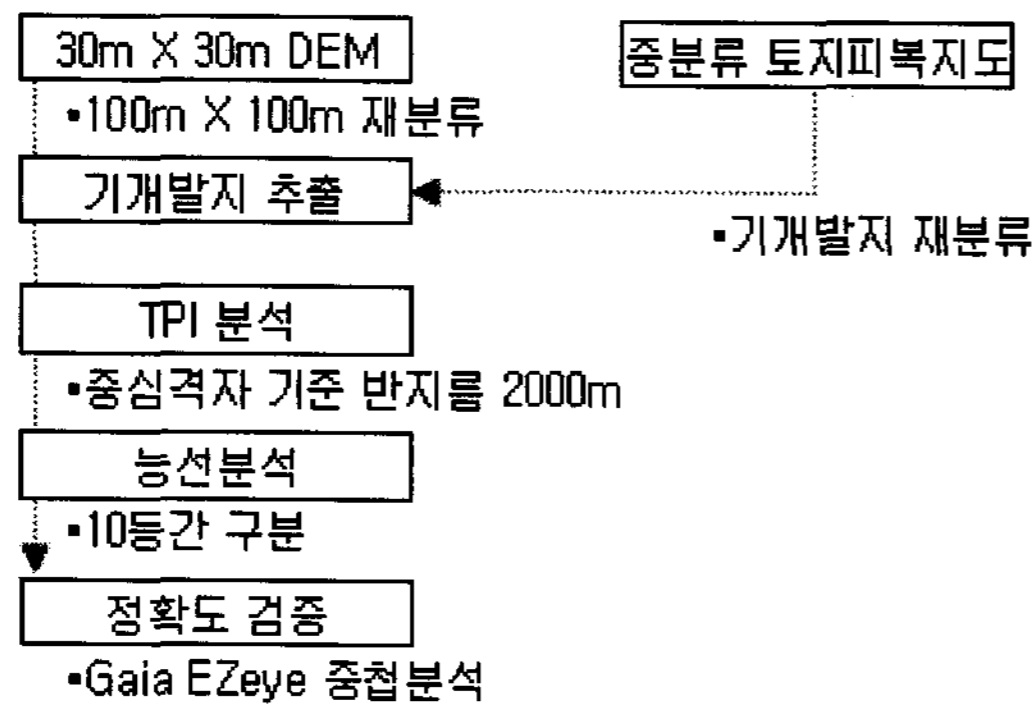 30m X 30m DEM
중분류 토지피복지도
▪100m X 100m 재분류
기개발지 추출
▪기개발지 재분류
TPI 분석
▪중심격자 기준 반지름 2000m
능선분석
▪10등간 구분
정확도 검증
▪Gaia EZeye 중첩분석